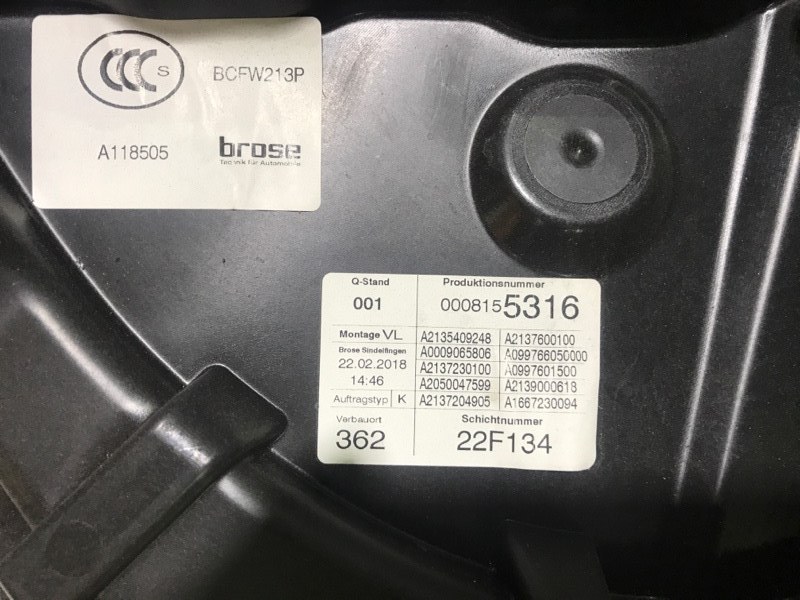 CCC S
BCFW213P
A118505
brose
Technik für Automobile
Q-Stand
001
Produktionsnummer
0008155316
Montage VL
Brose Sindelfingen
22.02.2018
14:46
Auftragstyp K
A2135409248 A2137600100
A0009065806 A099766050000
A2137230100 A0997601500
A2050047599 A2139000618
A2137204905 A1667230094
Verbauort
362
Schichtnummer
22F134